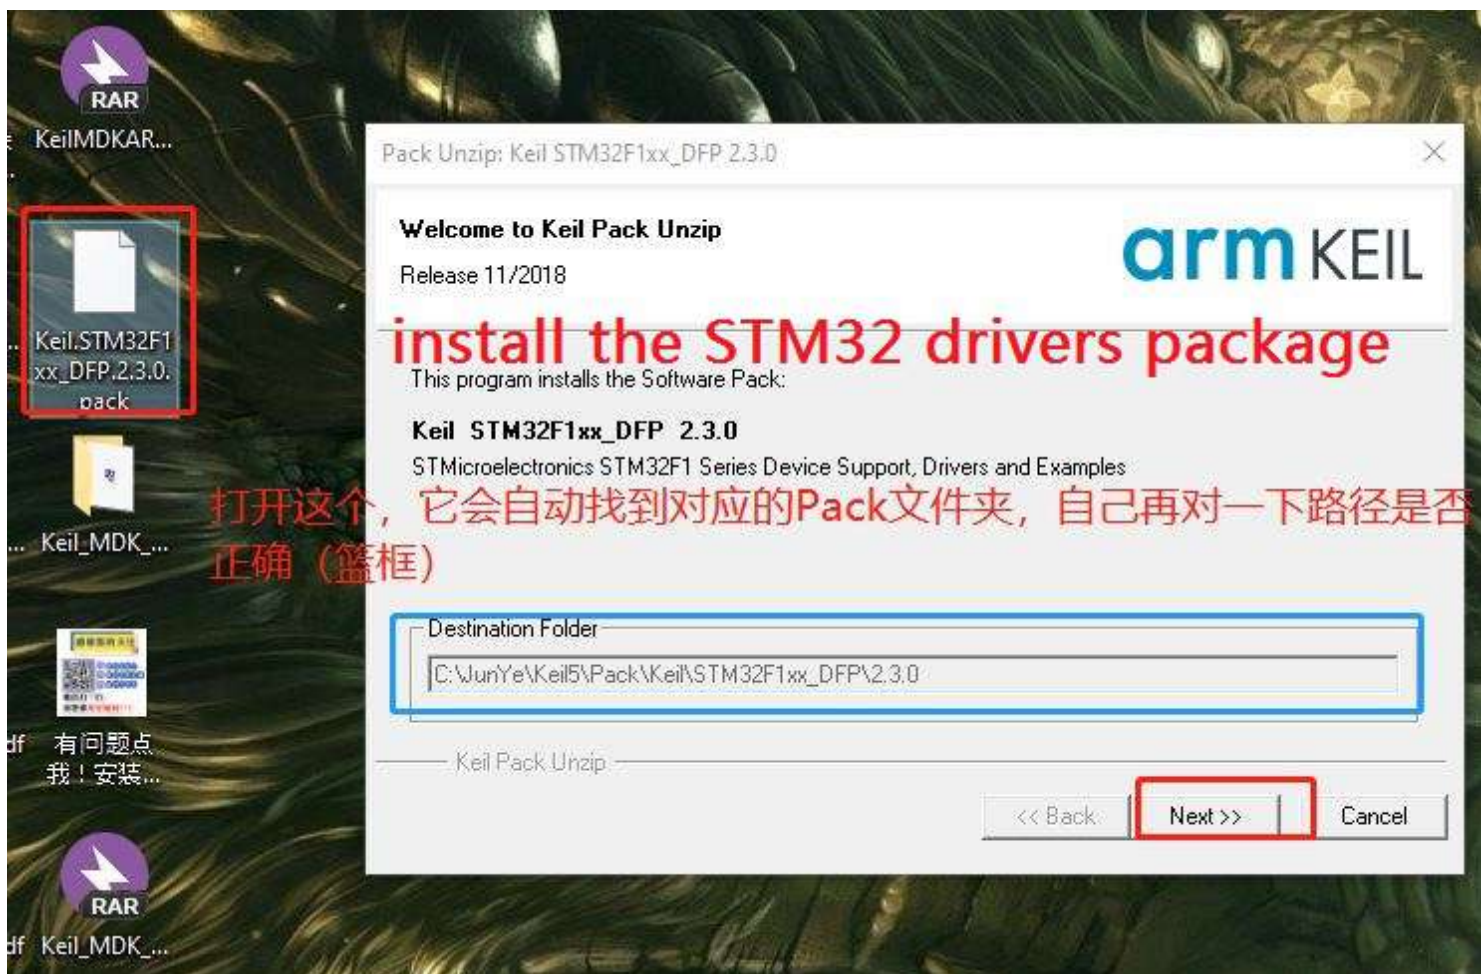 RAR
KeilMDKAR...
Keil.STM32F1
xx_DFP.2.3.0.
pack
... Keil_MDK_...
有问题点
我！安装...
RAR
df Keil_MDK_...
Pack Unzip: Keil STM32F1xx_DFP 2.3.0
Welcome to Keil Pack Unzip
Release 11/2018
arm KEIL
install the STM32 drivers package
This program installs the Software Pack:
Keil STM32F1xx_DFP 2.3.0
STMicroelectronics STM32F1 Series Device Support, Drivers and Examples
打开这个，它会自动找到对应的Pack文件夹，自己再对一下路径是否
正确（篮框）
Destination Folder
C:\JunYe\Keil5\Pack\Keil\STM32F1xx_DFP\2.3.0
Keil Pack Unzip
<< Back Next >> Cancel